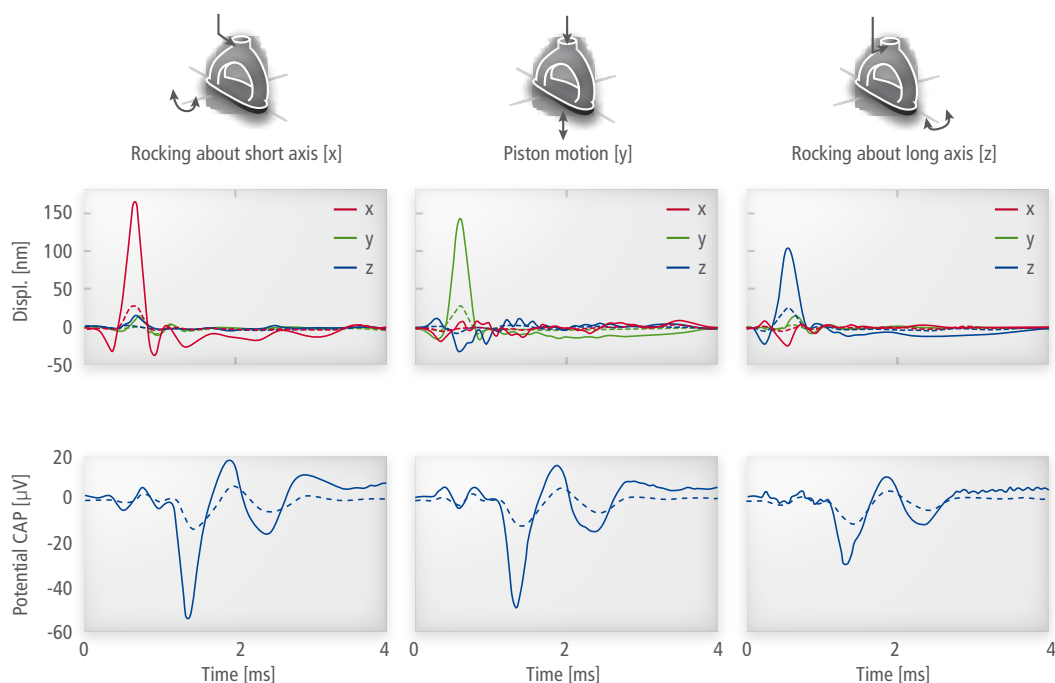 Rocking about short axis [x]
Piston motion [y]
Rocking about long axis [z]
Displ. [nm]
150
100
50
0
-50
x
y
z
x
y
z
x
y
z
Potential CAP [µV]
20
0
-20
-40
-60
0 2 4
0 2 4
0 2 4
Time [ms]
Time [ms]
Time [ms]